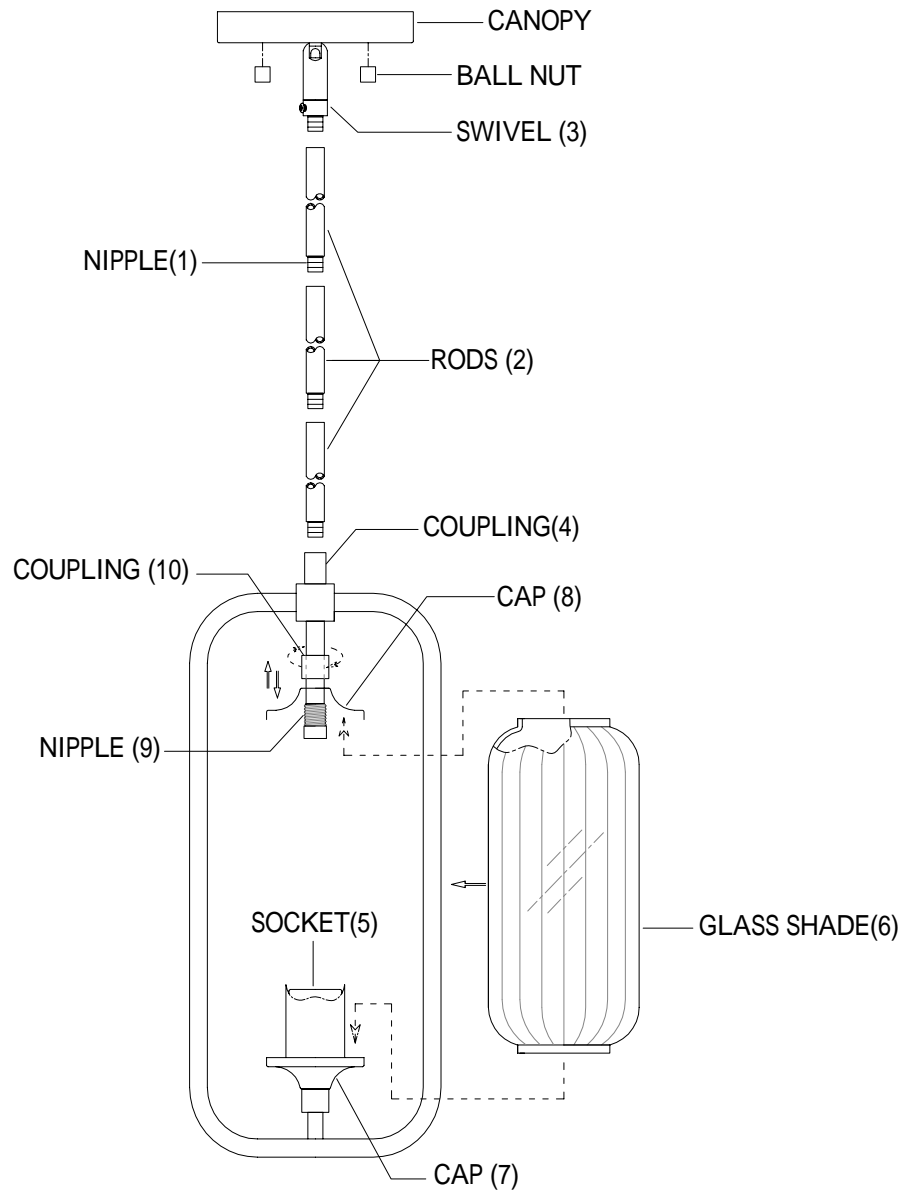 CANOPY
BALL NUT
SWIVEL (3)
NIPPLE(1)
RODS (2)
COUPLING(4)
COUPLING (10)
CAP (8)
NIPPLE (9)
SOCKET(5)
GLASS SHADE(6)
CAP (7)